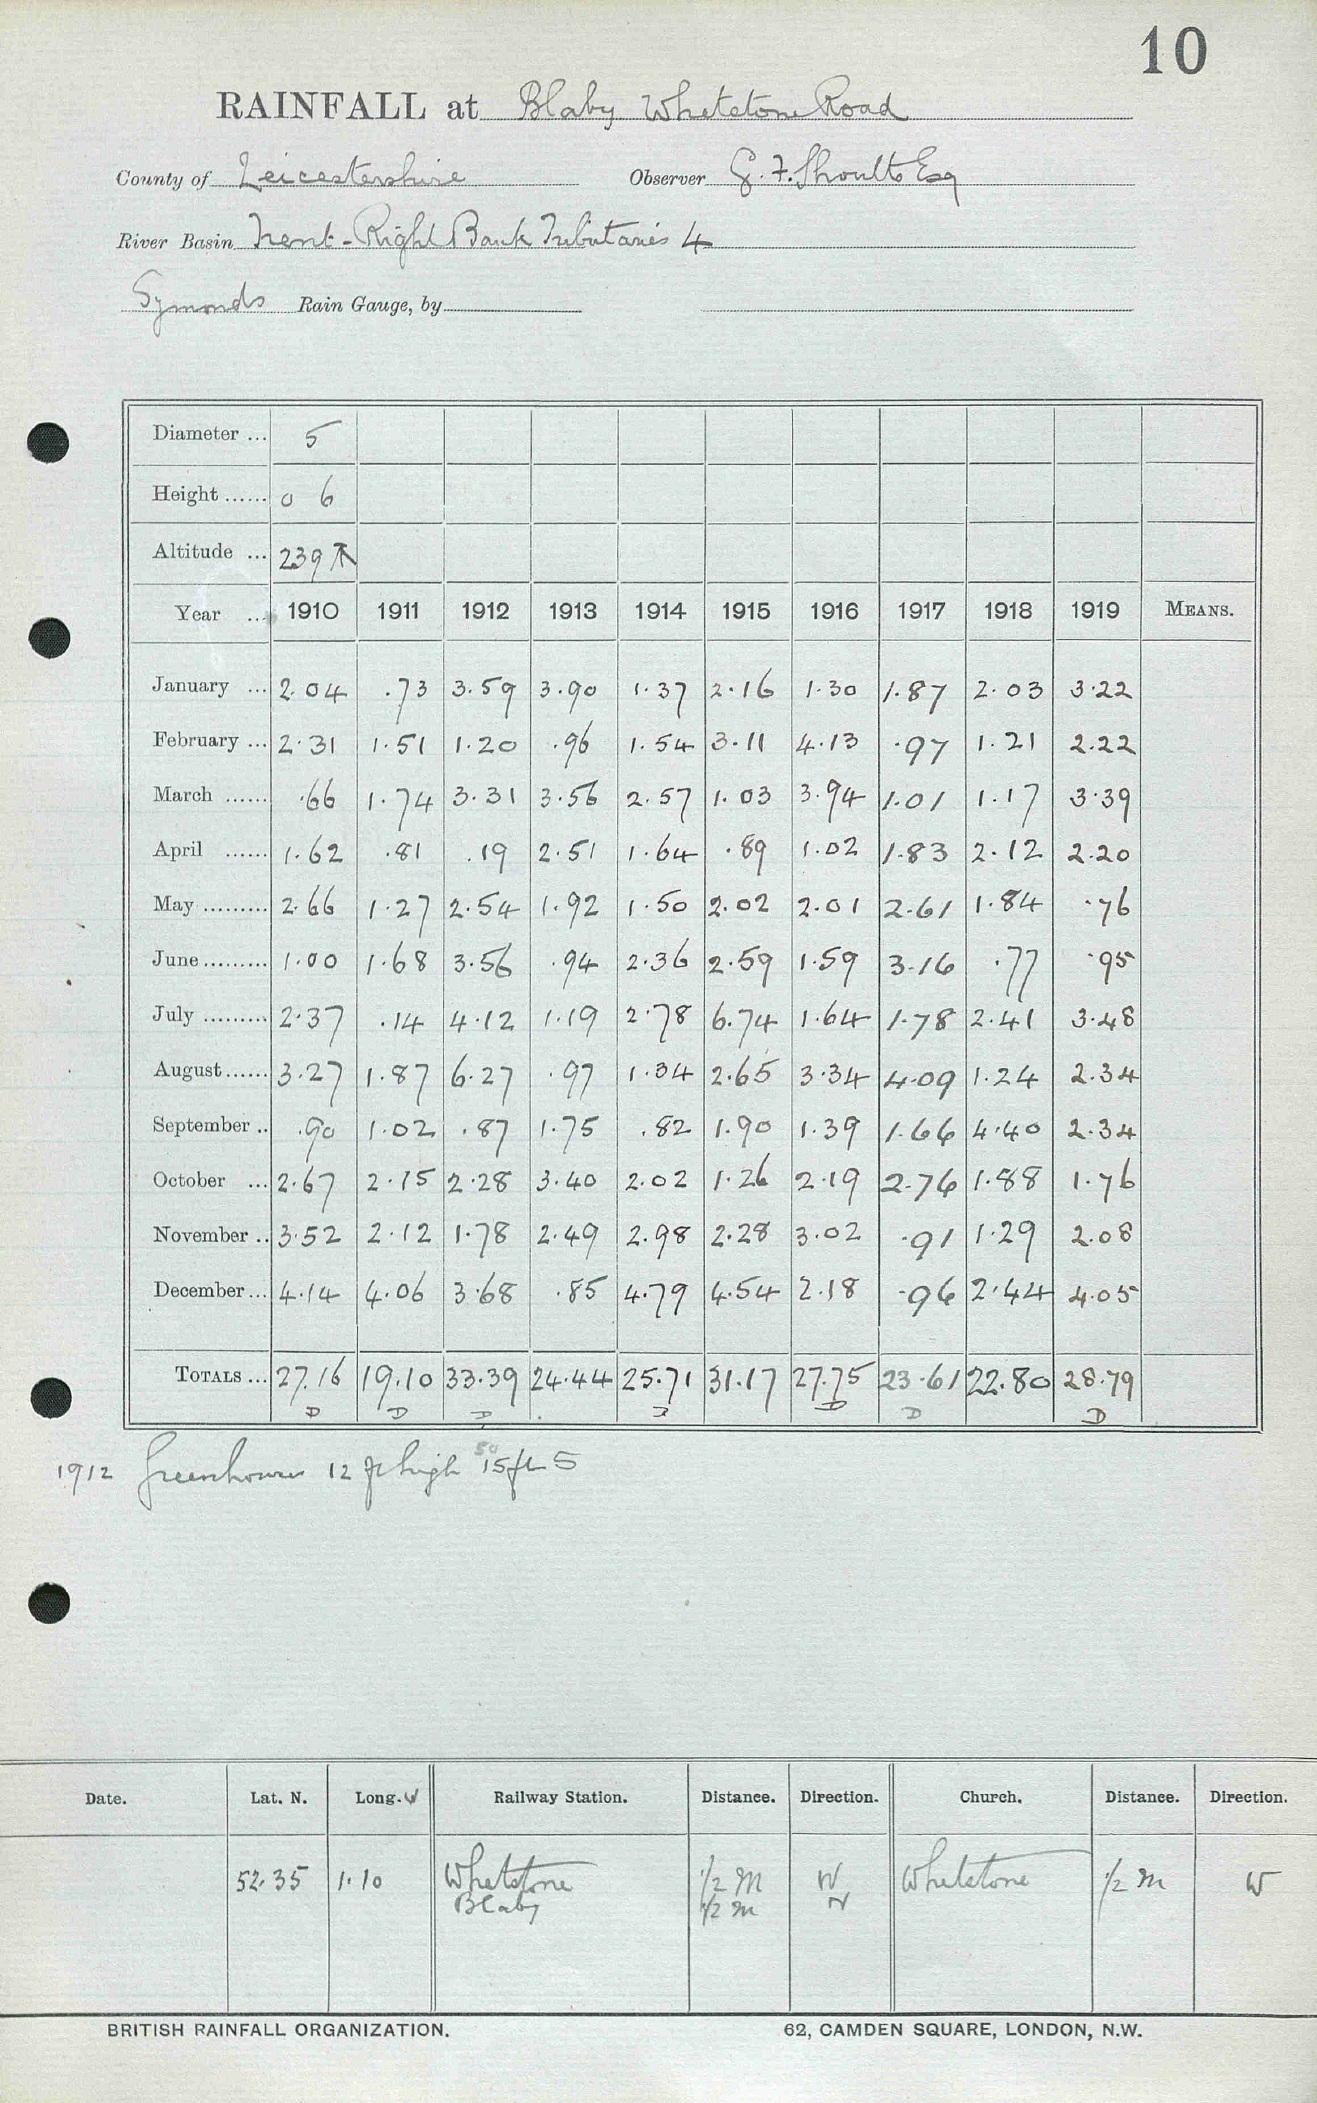 10
RAINFALL at Blaby Whetstone Road
County of Leicestershire Observer G. F. Shoults Esq
River Basin Trent - Right Bank Tributaries 4
Symonds Rain Gauge, by
Diameter ... 5
Height ...... 0 6
Altitude ... 239
Year ... 1910 1911 1912 1913 1914 1915 1916 1917 1918 1919 MEANS.
January ... 2.04 .73 3.59 3.90 1.37 2.16 1.30 1.87 2.03 3.22
February ... 2.31 1.51 1.20 .96 1.54 3.11 4.13 .97 1.21 2.22
March ...... .66 1.74 3.31 3.56 2.57 1.03 3.94 1.01 1.17 3.39
April ...... 1.62 .81 .19 2.51 1.64 .89 1.02 1.83 2.12 2.20
May ......... 2.66 1.27 2.54 1.92 1.50 2.02 2.01 2.61 1.84 .76
June ......... 1.00 1.68 3.56 .94 2.36 2.59 1.59 3.16 .77 .95
July ......... 2.37 .14 4.12 1.19 2.78 6.74 1.64 1.78 2.41 3.48
August ...... 3.27 1.87 6.27 .97 1.34 2.65 3.34 4.09 1.24 2.34
September .. .90 1.02 .87 1.75 .82 1.90 1.39 1.66 4.40 2.34
October ... 2.67 2.15 2.28 3.40 2.02 1.26 2.19 2.76 1.88 1.76
November .. 3.52 2.12 1.78 2.49 2.98 2.28 3.02 .91 1.29 2.08
December ... 4.14 4.06 3.68 .85 4.79 4.54 2.18 .96 2.44 4.05
TOTALS ... 27.16 19.10 33.39 24.44 25.71 31.17 27.75 23.61 22.80 28.79
D D D D D D D
1912 Greenhouse 12 ft high 15 ft S
Date. Lat. N. Long. W Railway Station. Distance. Direction. Church. Distance. Direction.
52.35 1.10 Whetstone 1/2 M W Whetstone 1/2 M W
Blaby 1/2 M N
BRITISH RAINFALL ORGANIZATION. 62, CAMDEN SQUARE, LONDON, N.W.